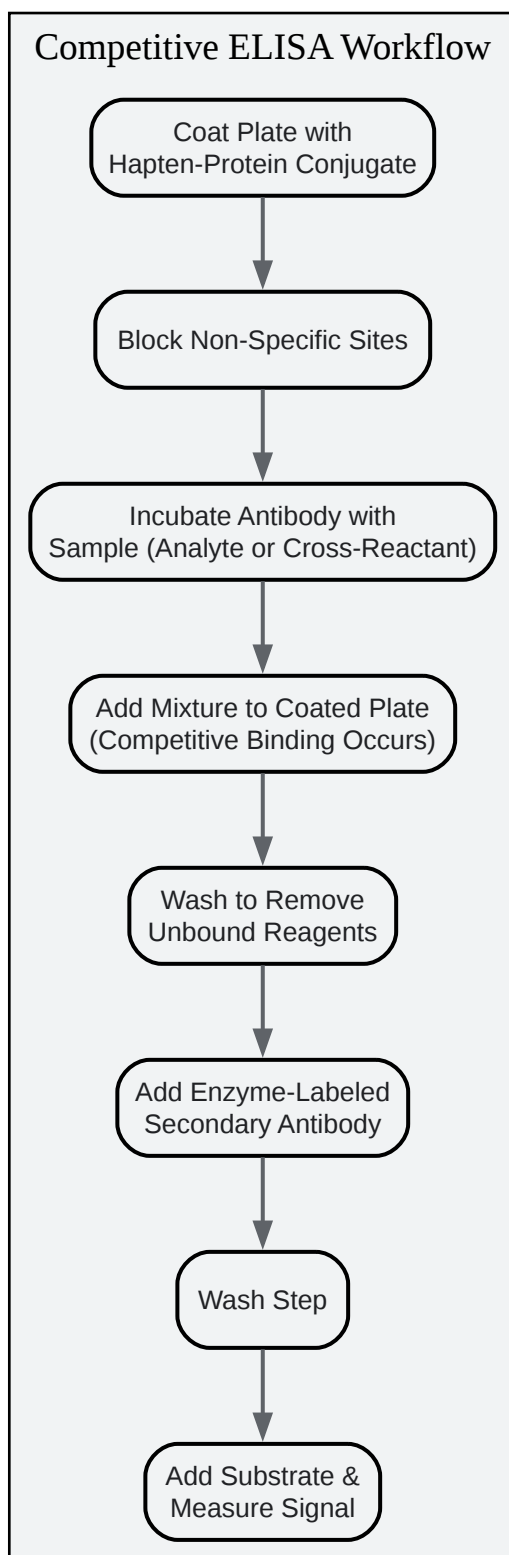 Competitive ELISA Workflow
Coat Plate with
Hapten-Protein Conjugate
Block Non-Specific Sites
Incubate Antibody with
Sample (Analyte or Cross-Reactant)
Add Mixture to Coated Plate
(Competitive Binding Occurs)
Wash to Remove
Unbound Reagents
Add Enzyme-Labeled
Secondary Antibody
Wash Step
Add Substrate &
Measure Signal